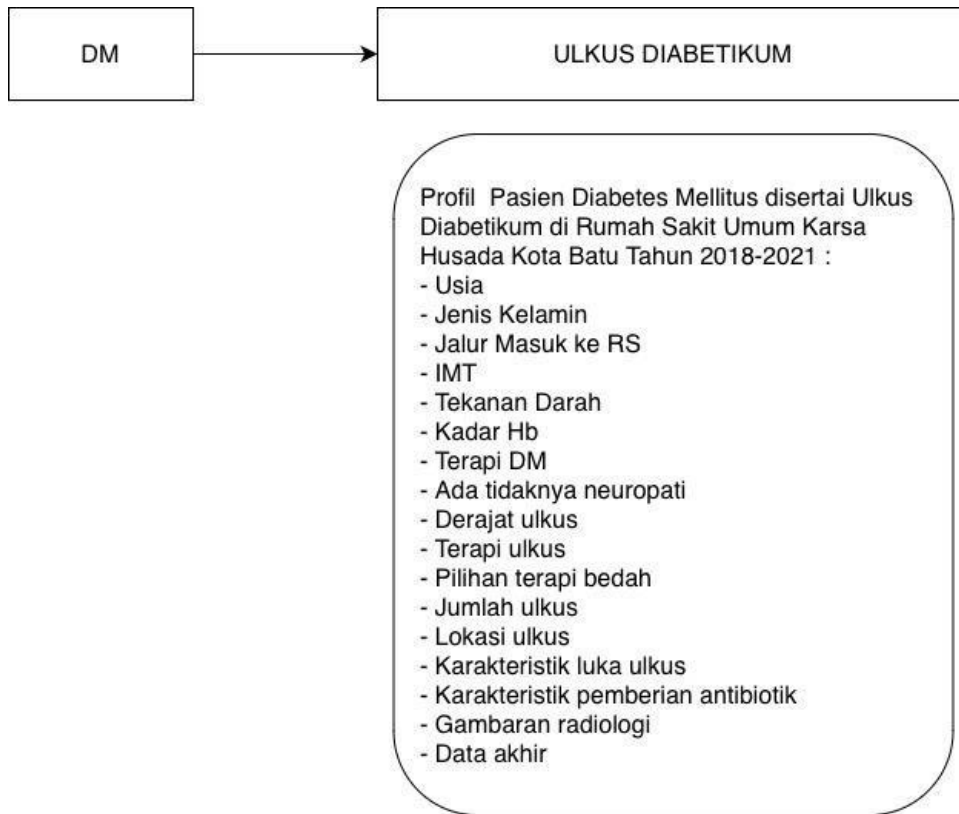 DM
ULKUS DIABETIKUM
Profil Pasien Diabetes Mellitus disertai Ulkus
Diabetikum di Rumah Sakit Umum Karsa
Husada Kota Batu Tahun 2018-2021 :
- Usia
- Jenis Kelamin
- Jalur Masuk ke RS
- IMT
- Tekanan Darah
- Kadar Hb
- Terapi DM
- Ada tidaknya neuropati
- Derajat ulkus
- Terapi ulkus
- Pilihan terapi bedah
- Jumlah ulkus
- Lokasi ulkus
- Karakteristik luka ulkus
- Karakteristik pemberian antibiotik
- Gambaran radiologi
- Data akhir